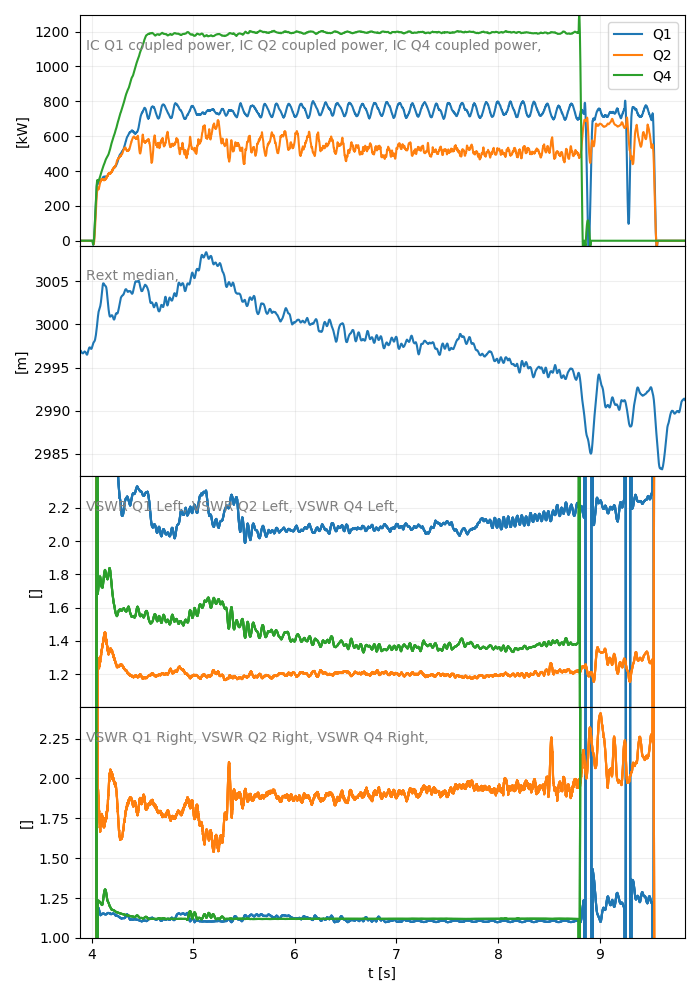 1200
1000
800
600
400
200
0
[kW]
IC Q1 coupled power, IC Q2 coupled power, IC Q4 coupled power,
Q1
Q2
Q4
3005
3000
2995
2990
2985
[m]
Rext median,
2.2
2.0
1.8
1.6
1.4
1.2
[]
VSWR Q1 Left, VSWR Q2 Left, VSWR Q4 Left,
2.25
2.00
1.75
1.50
1.25
1.00
[]
VSWR Q1 Right, VSWR Q2 Right, VSWR Q4 Right,
4 5 6 7 8 9
t [s]